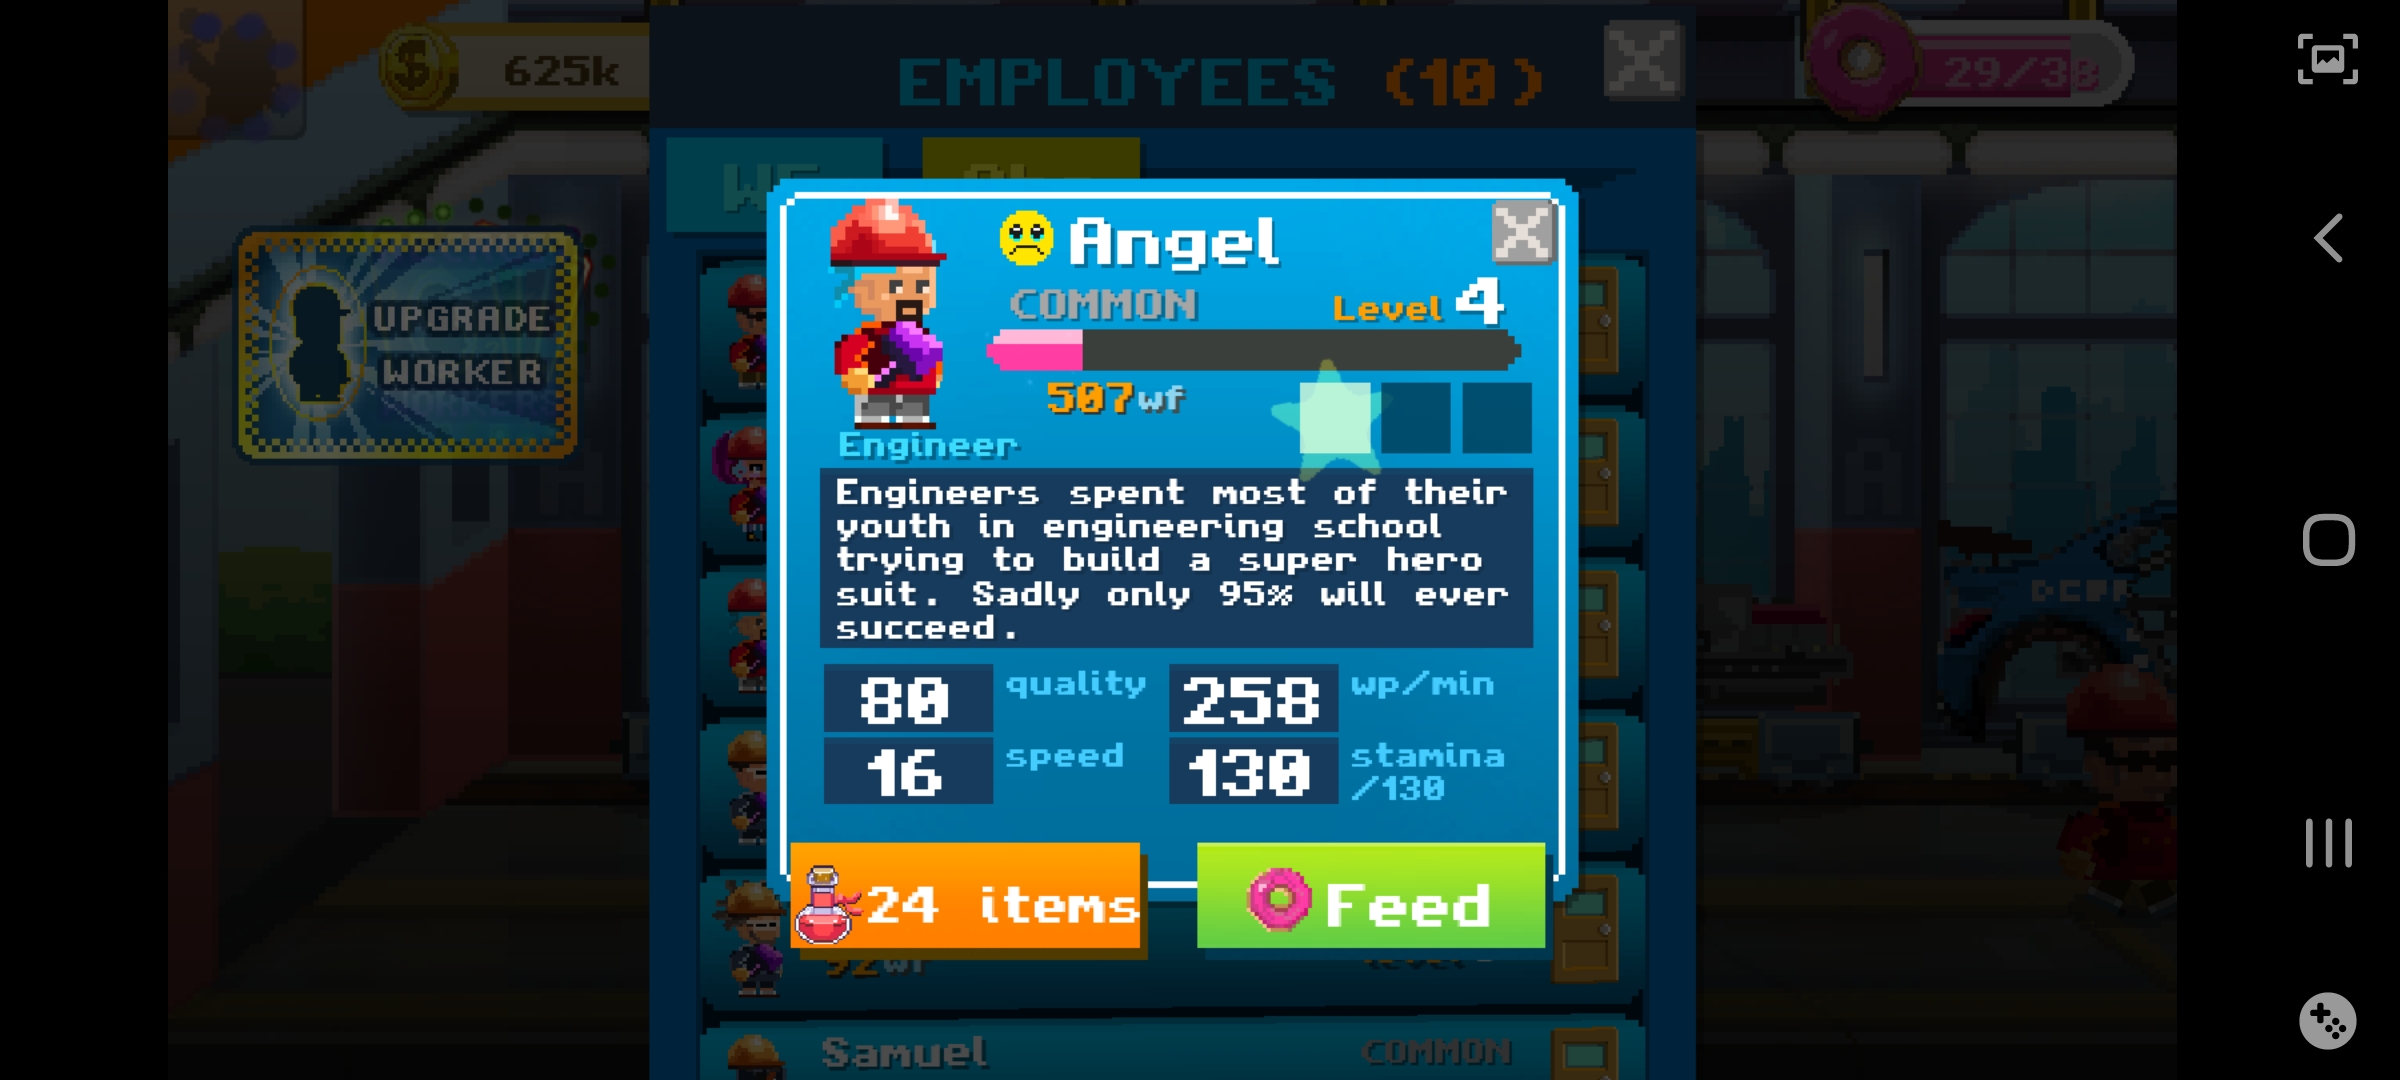 625k
EMPLOYEES (10)
29/38
UPGRADE
WORKER
Angel
COMMON
Level 4
507wf
Engineer
Engineers spent most of their
youth in engineering school
trying to build a super hero
suit. Sadly only 95% will ever
succeed.
80 quality
258 wp/min
16 speed
130 stamina
/130
24 items
Feed
92wf
Samuel
COMMON